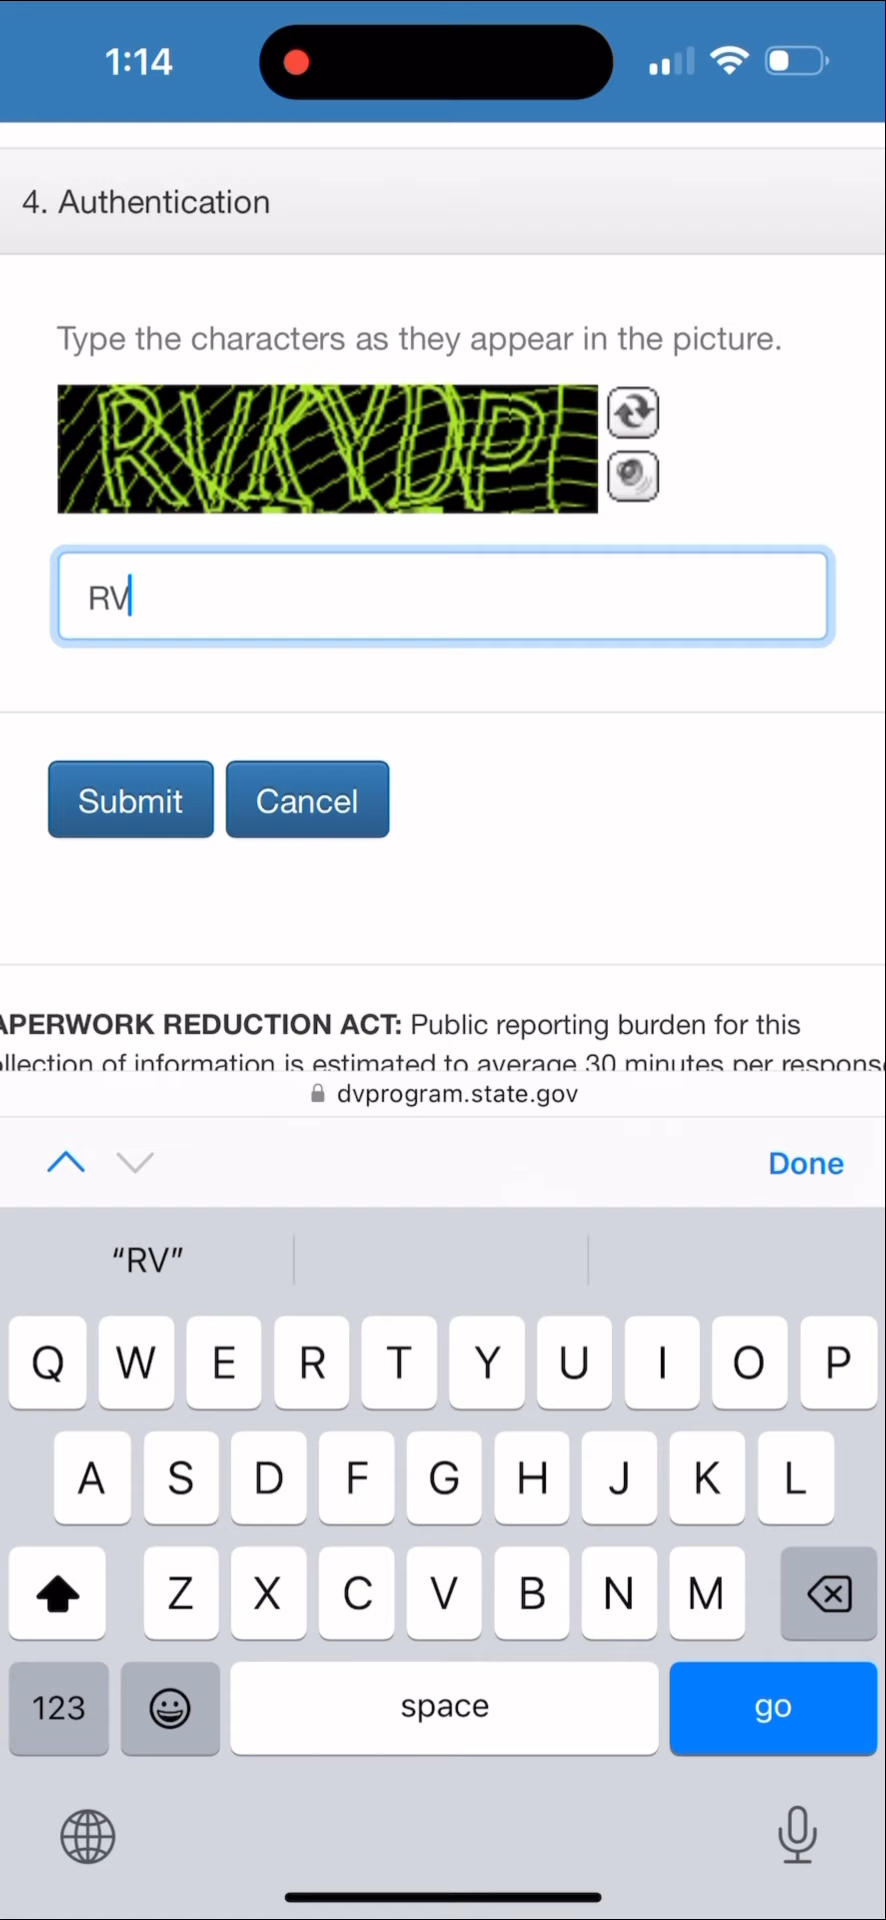 1:14
4. Authentication
Type the characters as they appear in the picture.
RV
Submit Cancel
APERWORK REDUCTION ACT: Public reporting burden for this
llection of information is estimated to average 30 minutes per respons
dvprogram.state.gov
Done
“RV”
Q W E R T Y U I O P
A S D F G H J K L
Z X C V B N M
123 space go